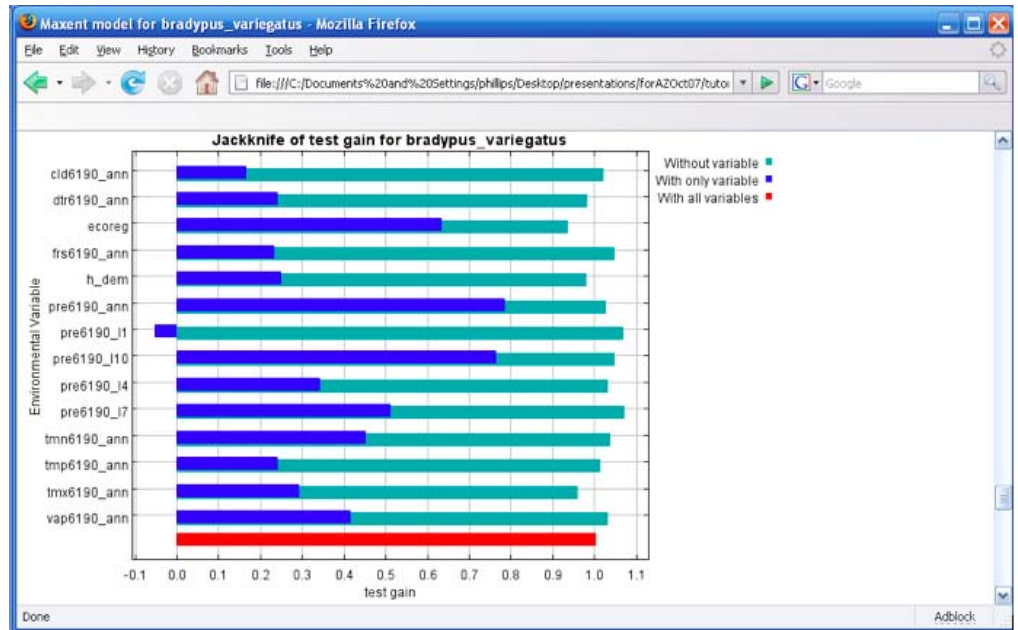 Maxent model for bradypus_variegatus - Mozilla Firefox
File Edit View History Bookmarks Tools Help
file:///C:/Documents%20and%20Settings/phillips/Desktop/presentations/forAZOct07/tutoi
Google
Jackknife of test gain for bradypus_variegatus
Without variable
With only variable
With all variables
Environmental Variable
cld6190_ann
dtr6190_ann
ecoreg
frs6190_ann
h_dem
pre6190_ann
pre6190_l1
pre6190_l10
pre6190_l4
pre6190_l7
tmn6190_ann
tmp6190_ann
tmx6190_ann
vap6190_ann
-0.1 0.0 0.1 0.2 0.3 0.4 0.5 0.6 0.7 0.8 0.9 1.0 1.1
test gain
Done Adblock